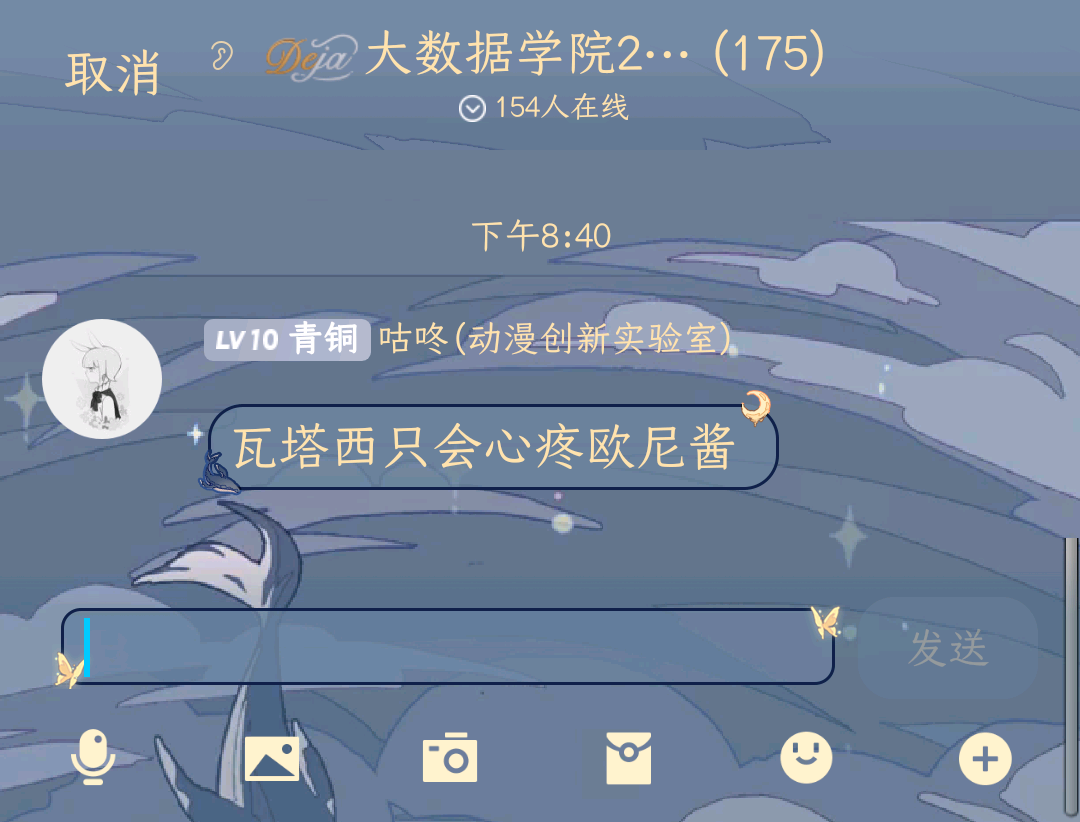 取消
Deja 大数据学院2… (175)
154人在线
下午8:40
LV10 青铜 咕咚(动漫创新实验室)
瓦塔西只会心疼欧尼酱
发送